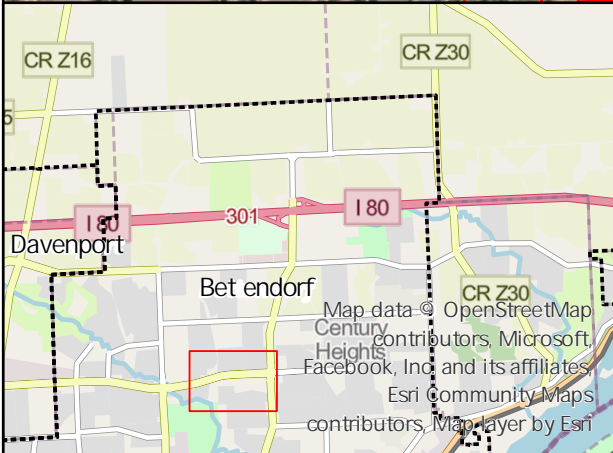 CR Z16
CR Z30
5
I 80
301
I 80
Davenport
Bet endorf
CR Z30
Century
Heights
Map data © OpenStreetMap
contributors, Microsoft,
Facebook, Inc. and its affiliates,
Esri Community Maps
contributors, Map layer by Esri